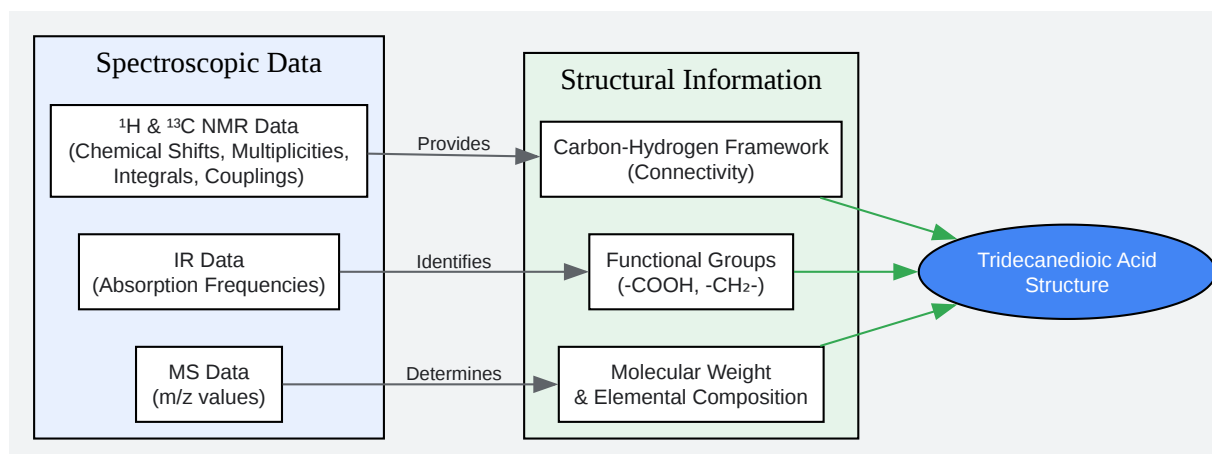 Spectroscopic Data
¹H & ¹³C NMR Data
(Chemical Shifts, Multiplicities,
Integrals, Couplings)
IR Data
(Absorption Frequencies)
MS Data
(m/z values)
Provides
Identifies
Determines
Structural Information
Carbon-Hydrogen Framework
(Connectivity)
Functional Groups
(-COOH, -CH₂-)
Molecular Weight
& Elemental Composition
Tridecanedioic Acid
Structure